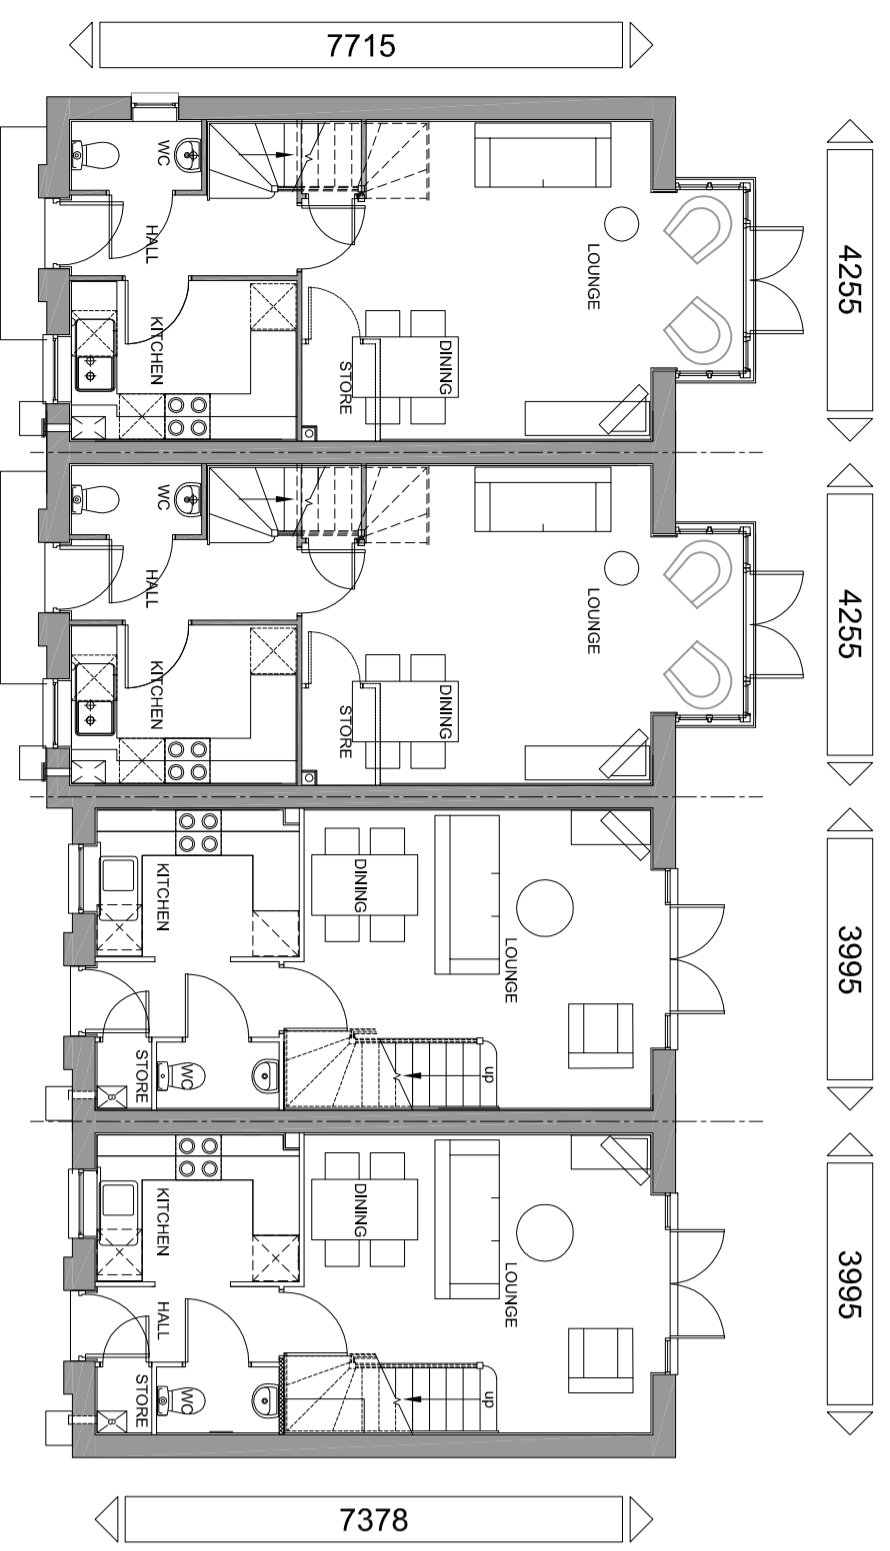 7715
4255
WC
HALL
LOUNGE
KITCHEN
DINING
STORE
4255
WC
HALL
LOUNGE
KITCHEN
DINING
STORE
3995
KITCHEN
DINING
LOUNGE
STORE
WC
up
B
3995
KITCHEN
DINING
LOUNGE
HALL
STORE
WC
up
B
7378